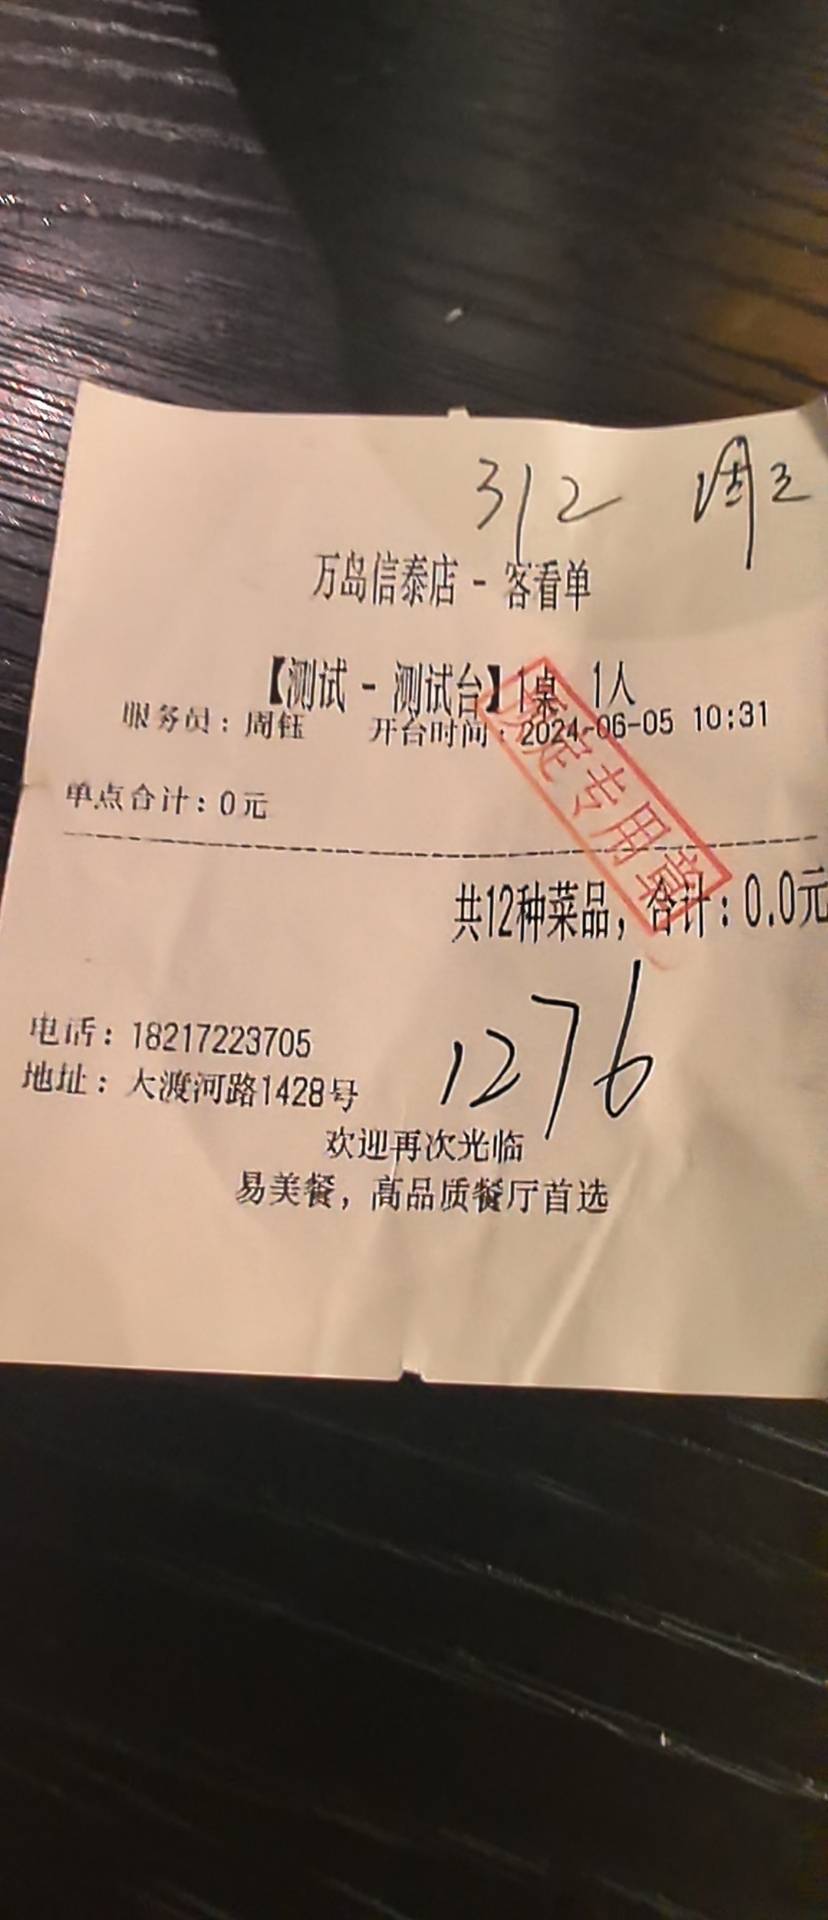 312
万岛信泰店 - 客看单
【测试 - 测试台】1桌 1人
服务员：周钰 开台时间：2024-06-05 10:31
单点合计：0元
定专用章
共12种菜品，合计：0.0元
1276
电话：18217223705
地址：大渡河路1428号
欢迎再次光临
易美餐，高品质餐厅首选